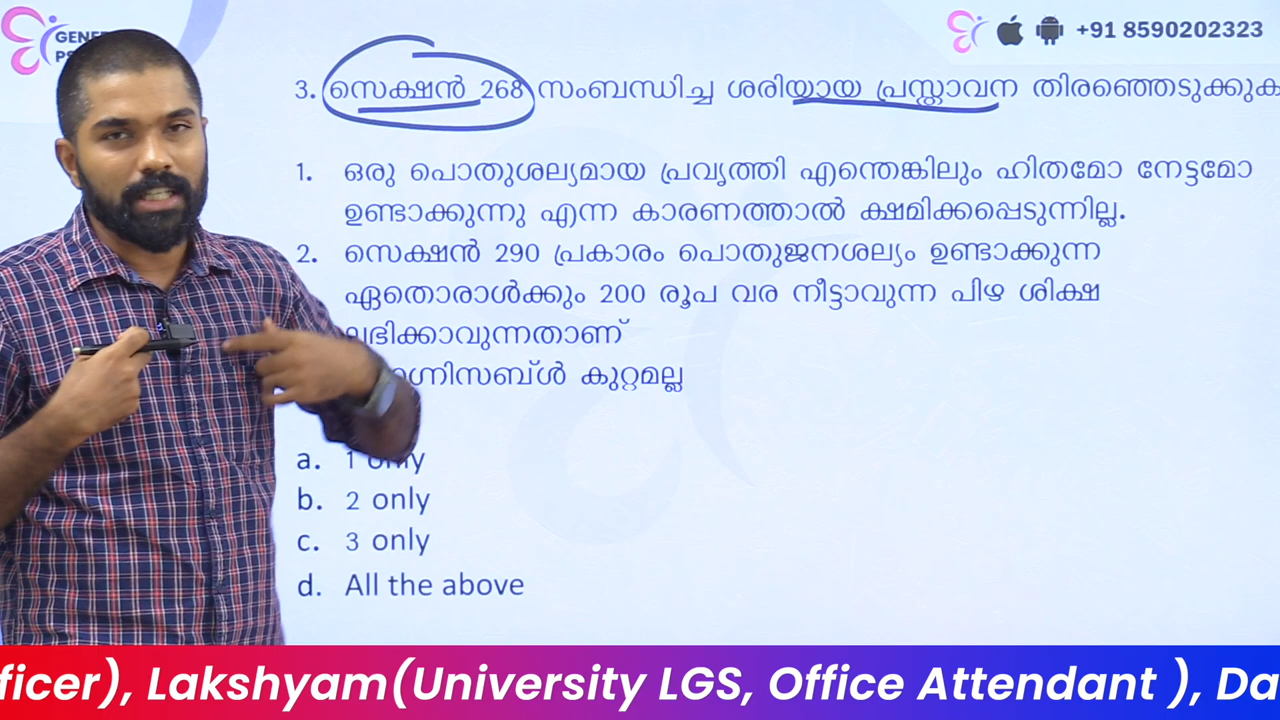 +91 8590202323
3. സെക്ഷൻ 268 സംബന്ധിച്ച ശരിയായ പ്രസ്താവന തിരഞ്ഞെടുക്കുക
1. ഒരു പൊതുശല്യമായ പ്രവൃത്തി എന്തെങ്കിലും ഹിതമോ നേട്ടമോ
ഉണ്ടാക്കുന്നു എന്ന കാരണത്താൽ ക്ഷമിക്കപ്പെടുന്നില്ല.
2. സെക്ഷൻ 290 പ്രകാരം പൊതുജനശല്യം ഉണ്ടാക്കുന്ന
ഏതൊരാൾക്കും 200 രൂപ വര നീട്ടാവുന്ന പിഴ ശിക്ഷ
ലഭിക്കാവുന്നതാണ്
കുറ്റമല്ല
a. 1 only
b. 2 only
c. 3 only
d. All the above
ficer), Lakshyam(University LGS, Office Attendant ), Da